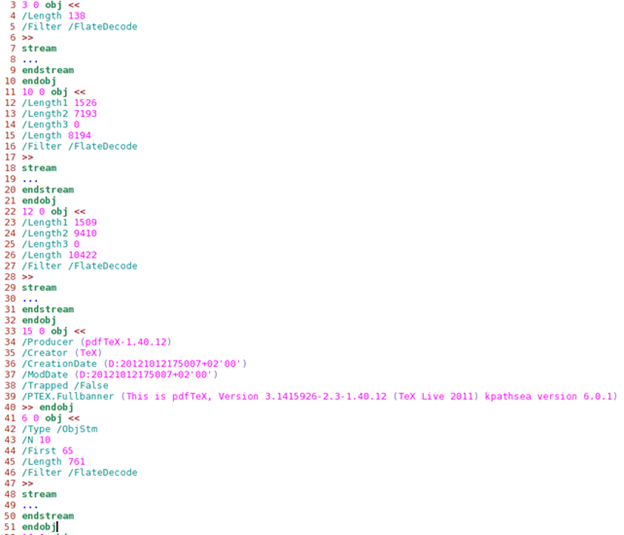 3 3 0 obj <<
4 /Length 138
5 /Filter /FlateDecode
6 >>
7 stream
8 ...
9 endstream
10 endobj
11 10 0 obj <<
12 /Length1 1526
13 /Length2 7193
14 /Length3 0
15 /Length 8194
16 /Filter /FlateDecode
17 >>
18 stream
19 ...
20 endstream
21 endobj
22 12 0 obj <<
23 /Length1 1509
24 /Length2 9410
25 /Length3 0
26 /Length 10422
27 /Filter /FlateDecode
28 >>
29 stream
30 ...
31 endstream
32 endobj
33 15 0 obj <<
34 /Producer (pdfTeX-1.40.12)
35 /Creator (TeX)
36 /CreationDate (D:20121012175007+02'00')
37 /ModDate (D:20121012175007+02'00')
38 /Trapped /False
39 /PTEX.Fullbanner (This is pdfTeX, Version 3.1415926-2.3-1.40.12 (TeX Live 2011) kpathsea version 6.0.1)
40 >> endobj
41 6 0 obj <<
42 /Type /ObjStm
43 /N 10
44 /First 65
45 /Length 761
46 /Filter /FlateDecode
47 >>
48 stream
49 ...
50 endstream
51 endobj